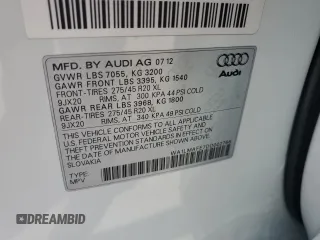 MFD. BY AUDI AG 07 12
GVWR LBS 7055, KG 3200
GAWR FRONT LBS 3395, KG 1540
FRONT-TIRES 275/45 R20 XL
9JX20 RIMS, AT 300 KPA 44 PSI COLD
GAWR REAR LBS 3968, KG 1800
REAR-TIRES 275/45 R20 XL
9JX20 RIMS, AT 340 KPA 49 PSI COLD
Audi
THIS VEHICLE CONFORMS TO ALL APPLICABLE
U.S. FEDERAL MOTOR VEHICLE SAFETY STANDARDS
IN EFFECT ON THE DATE OF MANUFACTURE SHOWN ABOVE
SLOVAKIA
TYPE: MPV
DREAMBID
dreambid.com